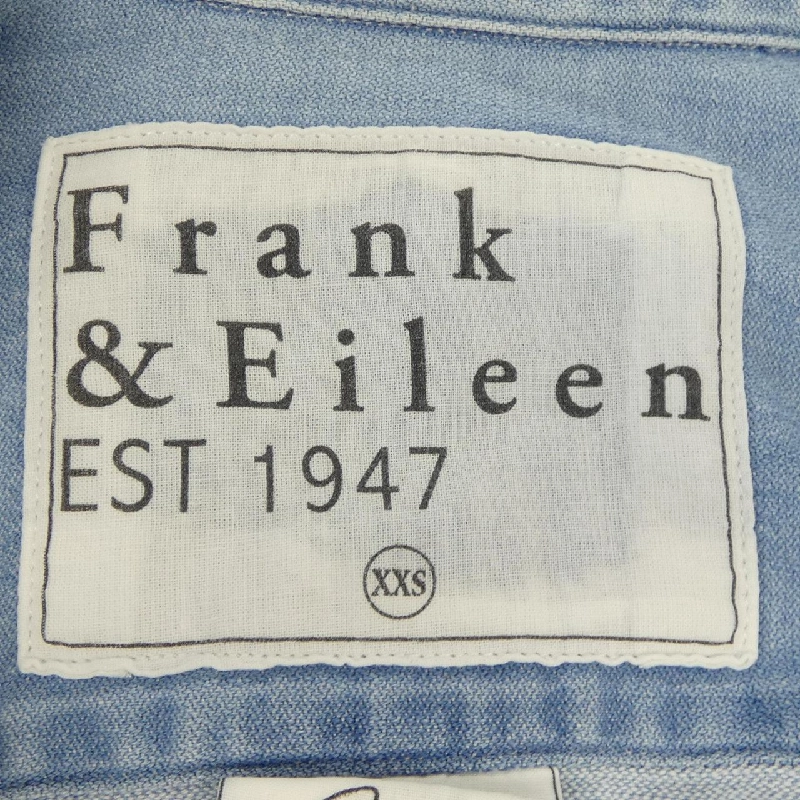 Frank
& Eileen
EST 1947
XXS